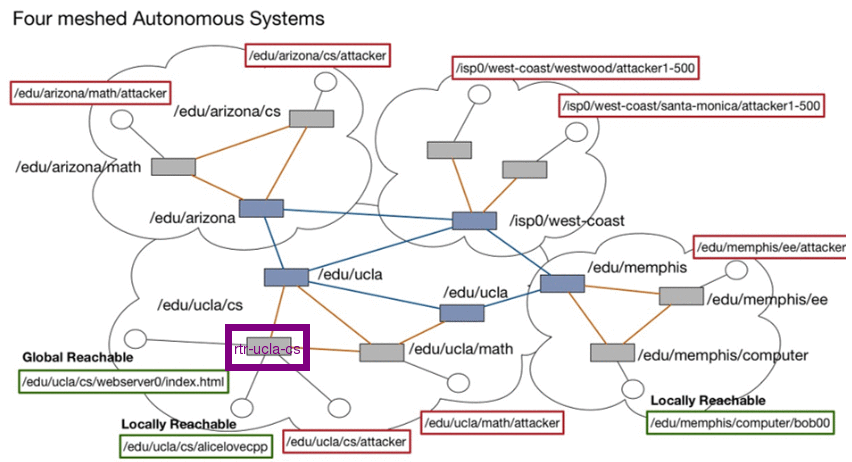 Four meshed Autonomous Systems
/edu/arizona/cs/attacker
/isp0/west-coast/westwood/attacker1-500
/edu/arizona/math/attacker
/isp0/west-coast/santa-monica/attacker1-500
/edu/arizona/cs
/edu/arizona/math
/edu/arizona
/isp0/west-coast
/edu/memphis/ee/attacker
/edu/ucla
/edu/memphis
/edu/ucla/cs
/edu/ucla
/edu/memphis/ee
rtr-ucla-cs
/edu/ucla/math
/edu/memphis/computer
Global Reachable
/edu/ucla/cs/webserver0/index.html
Locally Reachable
/edu/memphis/computer/bob00
Locally Reachable
/edu/ucla/math/attacker
/edu/ucla/cs/alicelovecpp
/edu/ucla/cs/attacker